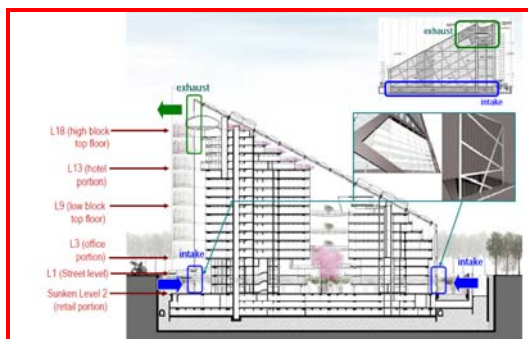 exhaust
intake
exhaust
L18 (high block
top floor)
L13 (hotel
portion)
L9 (low block
top floor)
L3 (office
portion)
L1 (Street level)
Sunken Level 2
(retail portion)
intake
intake